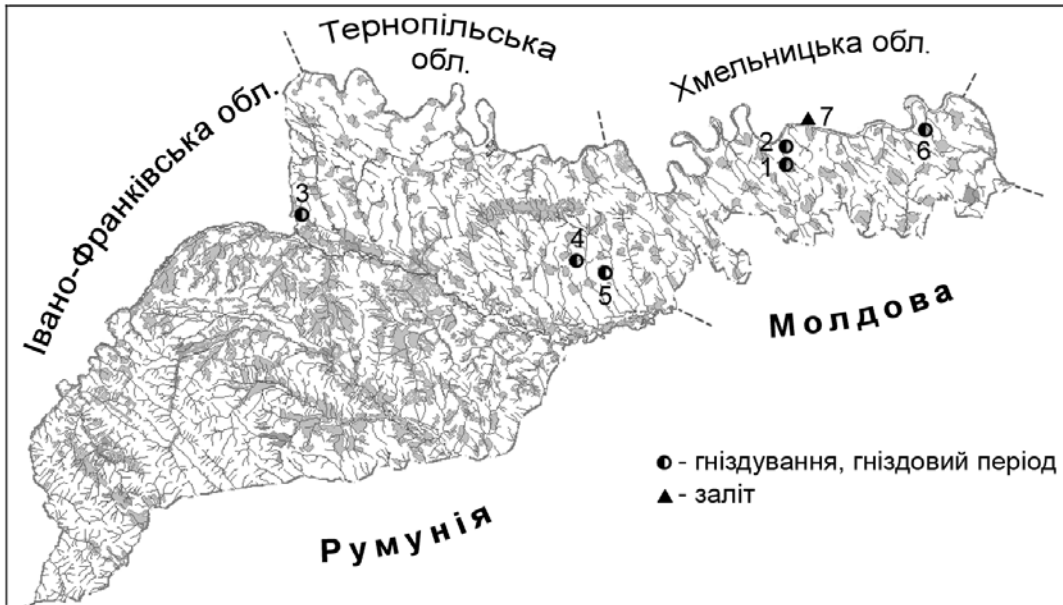 Тернопільська
обл.
Хмельницька обл.
Івано-Франківська обл.
7
2
1
6
3
4
5
Молдова
Румунія
- гніздування, гніздовий період
- заліт